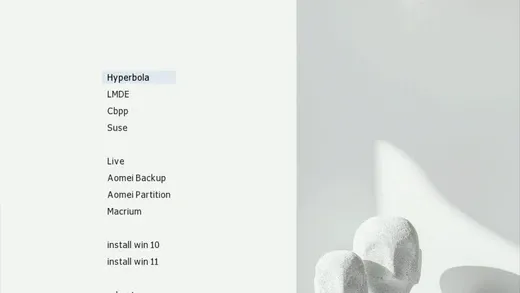 Hyperbola
LMDE
Cbpp
Suse
Live
Aomei Backup
Aomei Partition
Macrium
install win 10
install win 11